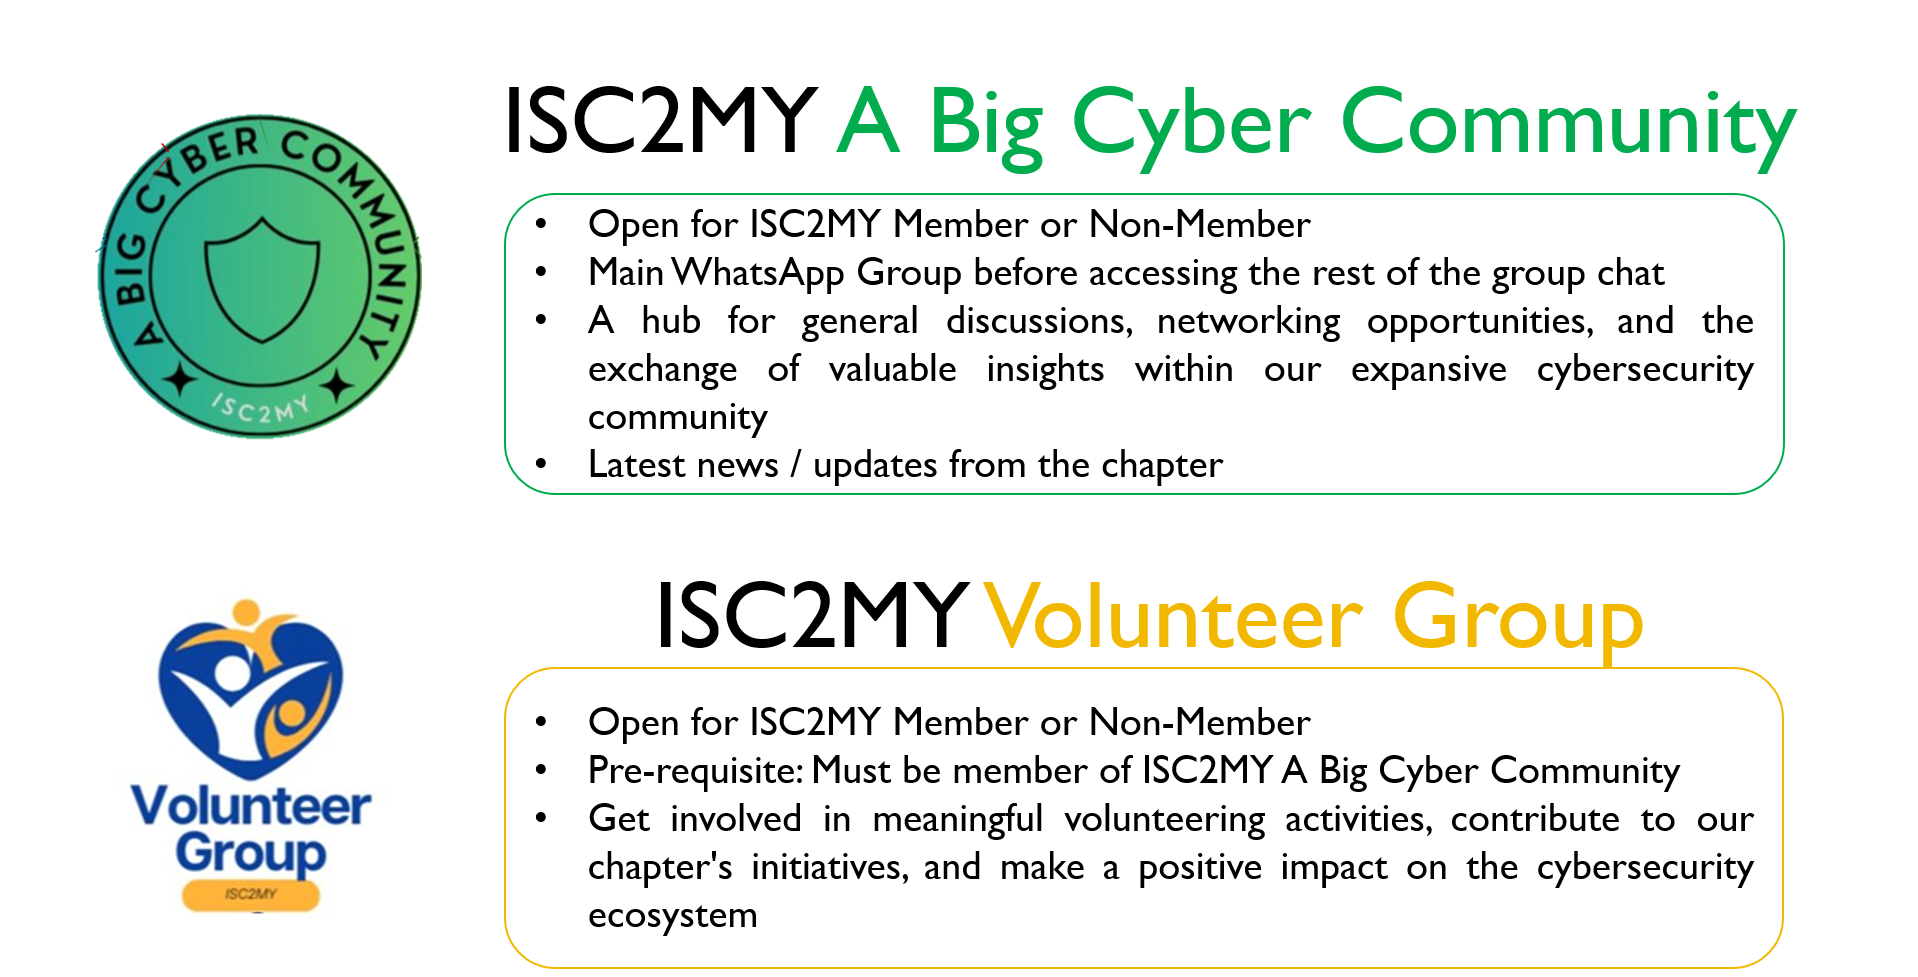 A BIG CYBER COMMUNITY
ISC2MY
ISC2MY A Big Cyber Community
• Open for ISC2MY Member or Non-Member
• Main WhatsApp Group before accessing the rest of the group chat
• A hub for general discussions, networking opportunities, and the
exchange of valuable insights within our expansive cybersecurity
community
• Latest news / updates from the chapter
Volunteer
Group
ISC2MY
ISC2MY Volunteer Group
• Open for ISC2MY Member or Non-Member
• Pre-requisite: Must be member of ISC2MY A Big Cyber Community
• Get involved in meaningful volunteering activities, contribute to our
chapter's initiatives, and make a positive impact on the cybersecurity
ecosystem